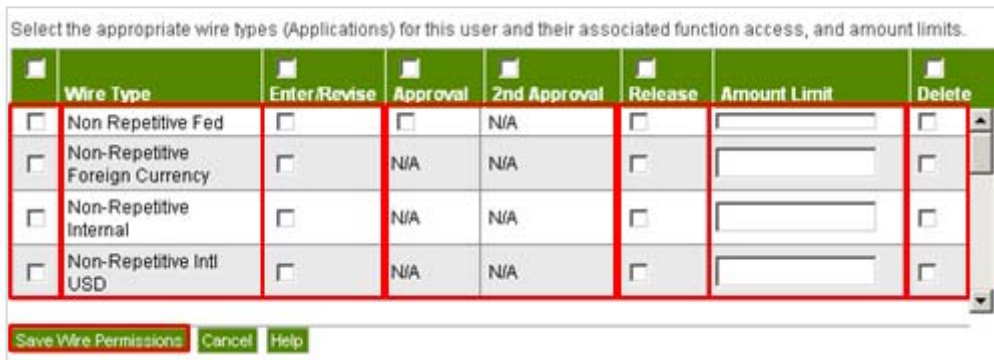 Select the appropriate wire types (Applications) for this user and their associated function access, and amount limits.
Wire Type Enter/Revise Approval 2nd Approval Release Amount Limit Delete
Non Repetitive Fed N/A
Non-Repetitive
Foreign Currency N/A N/A
Non-Repetitive
Internal N/A N/A
Non-Repetitive Intl
USD N/A N/A
Save Wire Permissions Cancel Help